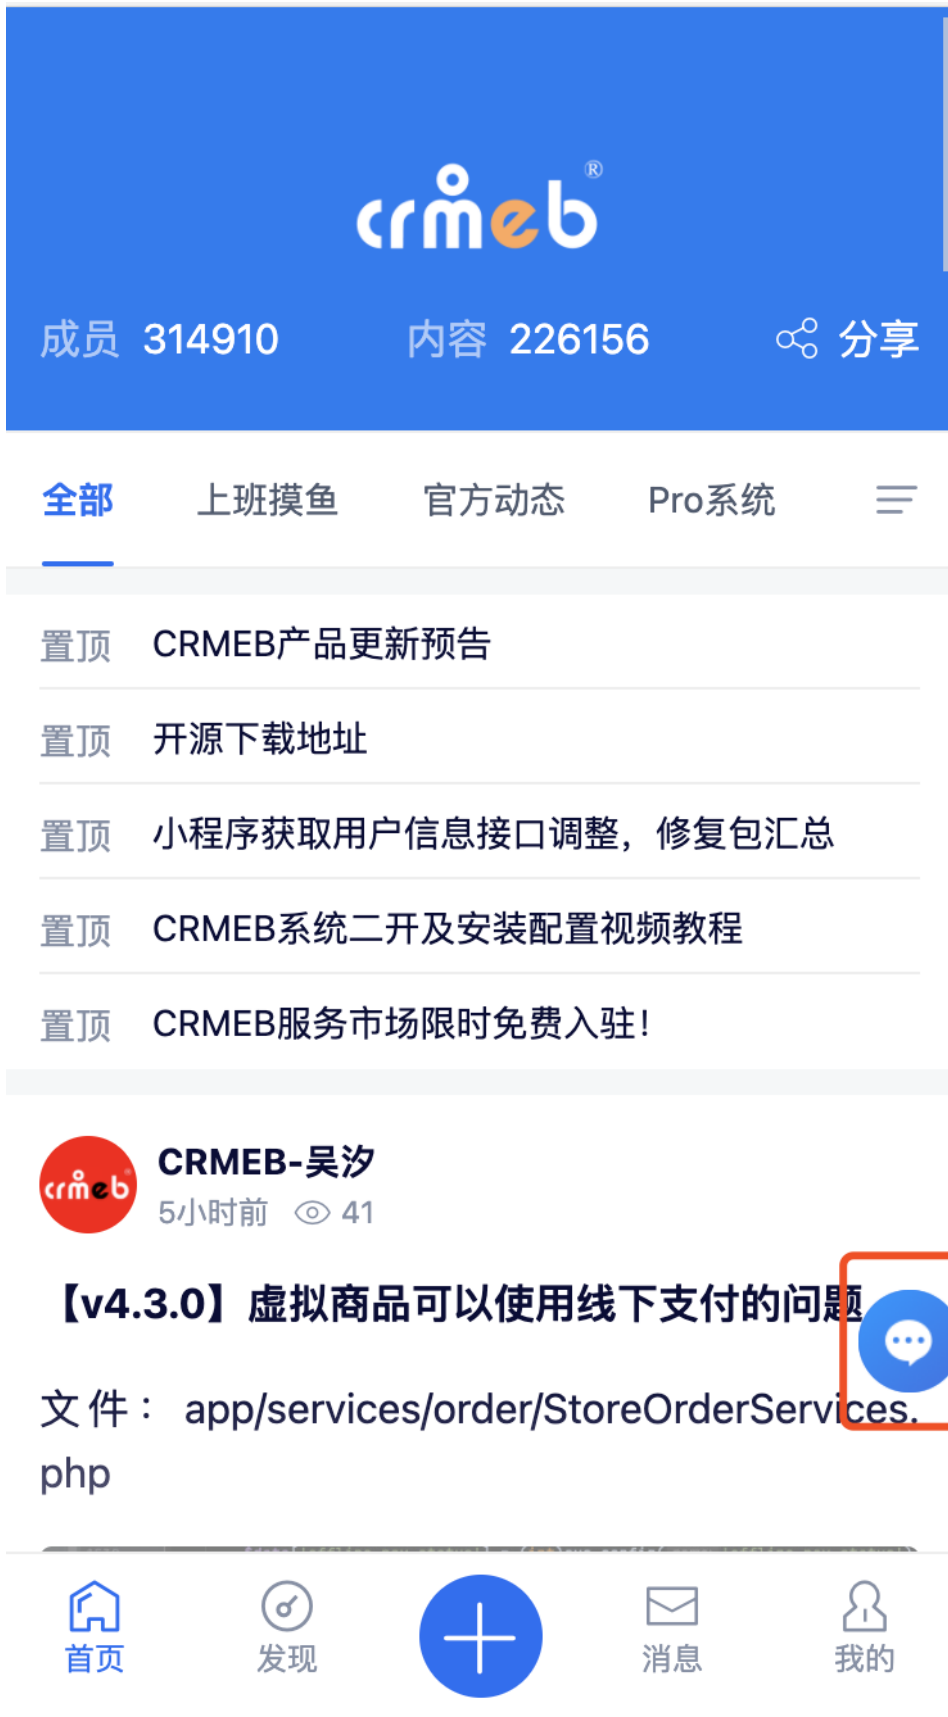 crmeb®
成员 314910 内容 226156 分享
全部 上班摸鱼 官方动态 Pro系统
置顶 CRMEB产品更新预告
置顶 开源下载地址
置顶 小程序获取用户信息接口调整，修复包汇总
置顶 CRMEB系统二开及安装配置视频教程
置顶 CRMEB服务市场限时免费入驻！
crmeb
CRMEB-吴汐
5小时前 41
【v4.3.0】虚拟商品可以使用线下支付的问题
文件： app/services/order/StoreOrderServices.
php
首页 发现 消息 我的